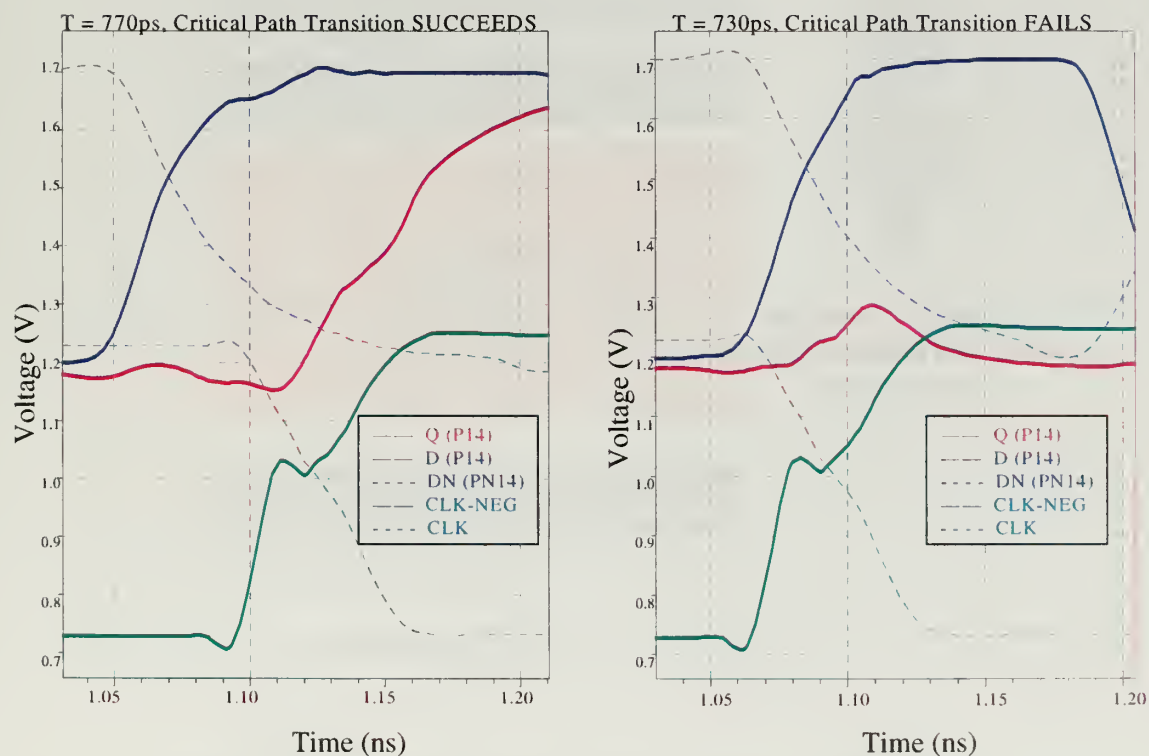 T = 770ps, Critical Path Transition SUCCEEDS
1.7
1.6
1.5
1.4
1.3
1.2
1.1
1.0
0.9
0.8
0.7
Voltage (V)
Q (P14)
D (P14)
DN (PN14)
CLK-NEG
CLK
1.05
1.10
1.15
1.20
Time (ns)
T = 730ps, Critical Path Transition FAILS
1.7
1.6
1.5
1.4
1.3
1.2
1.1
1.0
0.9
0.8
0.7
Voltage (V)
Q (P14)
D (P14)
DN (PN14)
CLK-NEG
CLK
1.05
1.10
1.15
1.20
Time (ns)